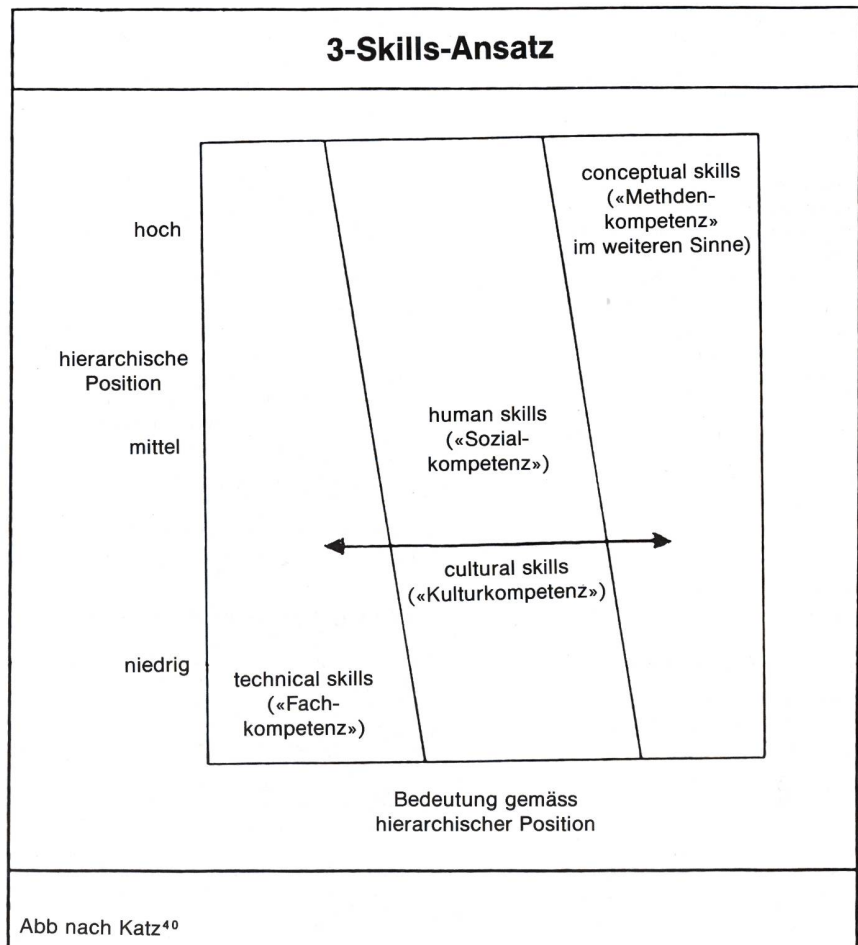 3-Skills-Ansatz
conceptual skills
(«Methden-
kompetenz»
im weiteren Sinne)
hoch
hierarchische
Position
mittel
human skills
(«Sozial-
kompetenz»)
cultural skills
(«Kulturkompetenz»)
niedrig
technical skills
(«Fach-
kompetenz»)
Bedeutung gemäss
hierarchischer Position
Abb nach Katz⁴⁰